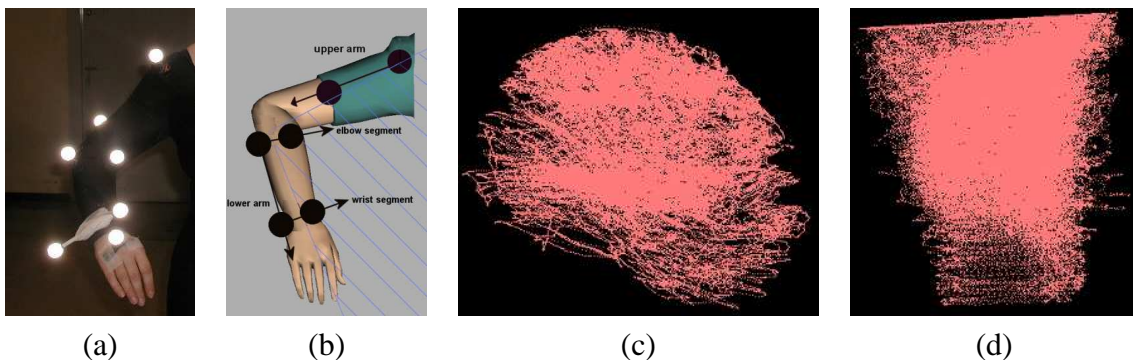 upper arm
elbow segment
lower arm
wrist segment
(a)
(b)
(c)
(d)